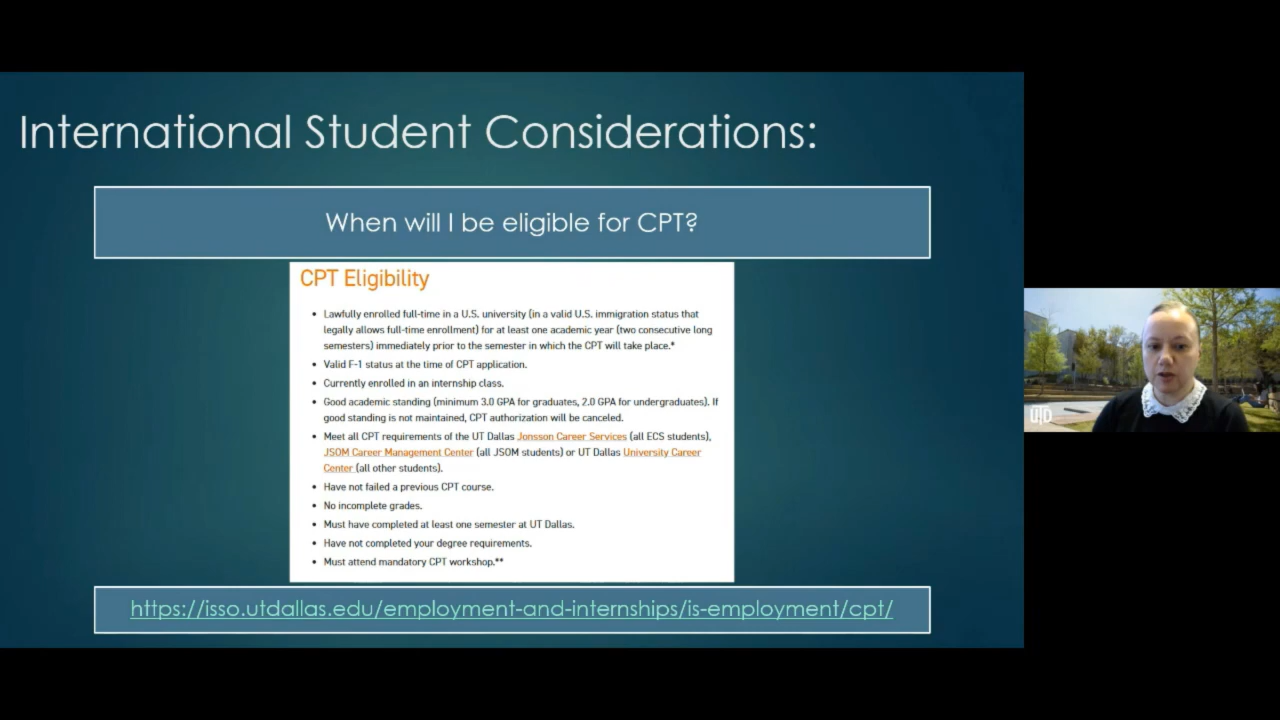 International Student Considerations:
When will I be eligible for CPT?
CPT Eligibility
• Lawfully enrolled full-time in a U.S. university (in a valid U.S. immigration status that
legally allows full-time enrollment) for at least one academic year (two consecutive long
semesters) immediately prior to the semester in which the CPT will take place.*
• Valid F-1 status at the time of CPT application.
• Currently enrolled in an internship class.
• Good academic standing (minimum 3.0 GPA for graduates, 2.0 GPA for undergraduates). If
good standing is not maintained, CPT authorization will be canceled.
• Meet all CPT requirements of the UT Dallas Jonsson Career Services (all ECS students),
JSOM Career Management Center (all JSOM students) or UT Dallas University Career
Center (all other students).
• Have not failed a previous CPT course.
• No incomplete grades.
• Must have completed at least one semester at UT Dallas.
• Have not completed your degree requirements.
• Must attend mandatory CPT workshop.**
https://isso.utdallas.edu/employment-and-internships/is-employment/cpt/
UTD